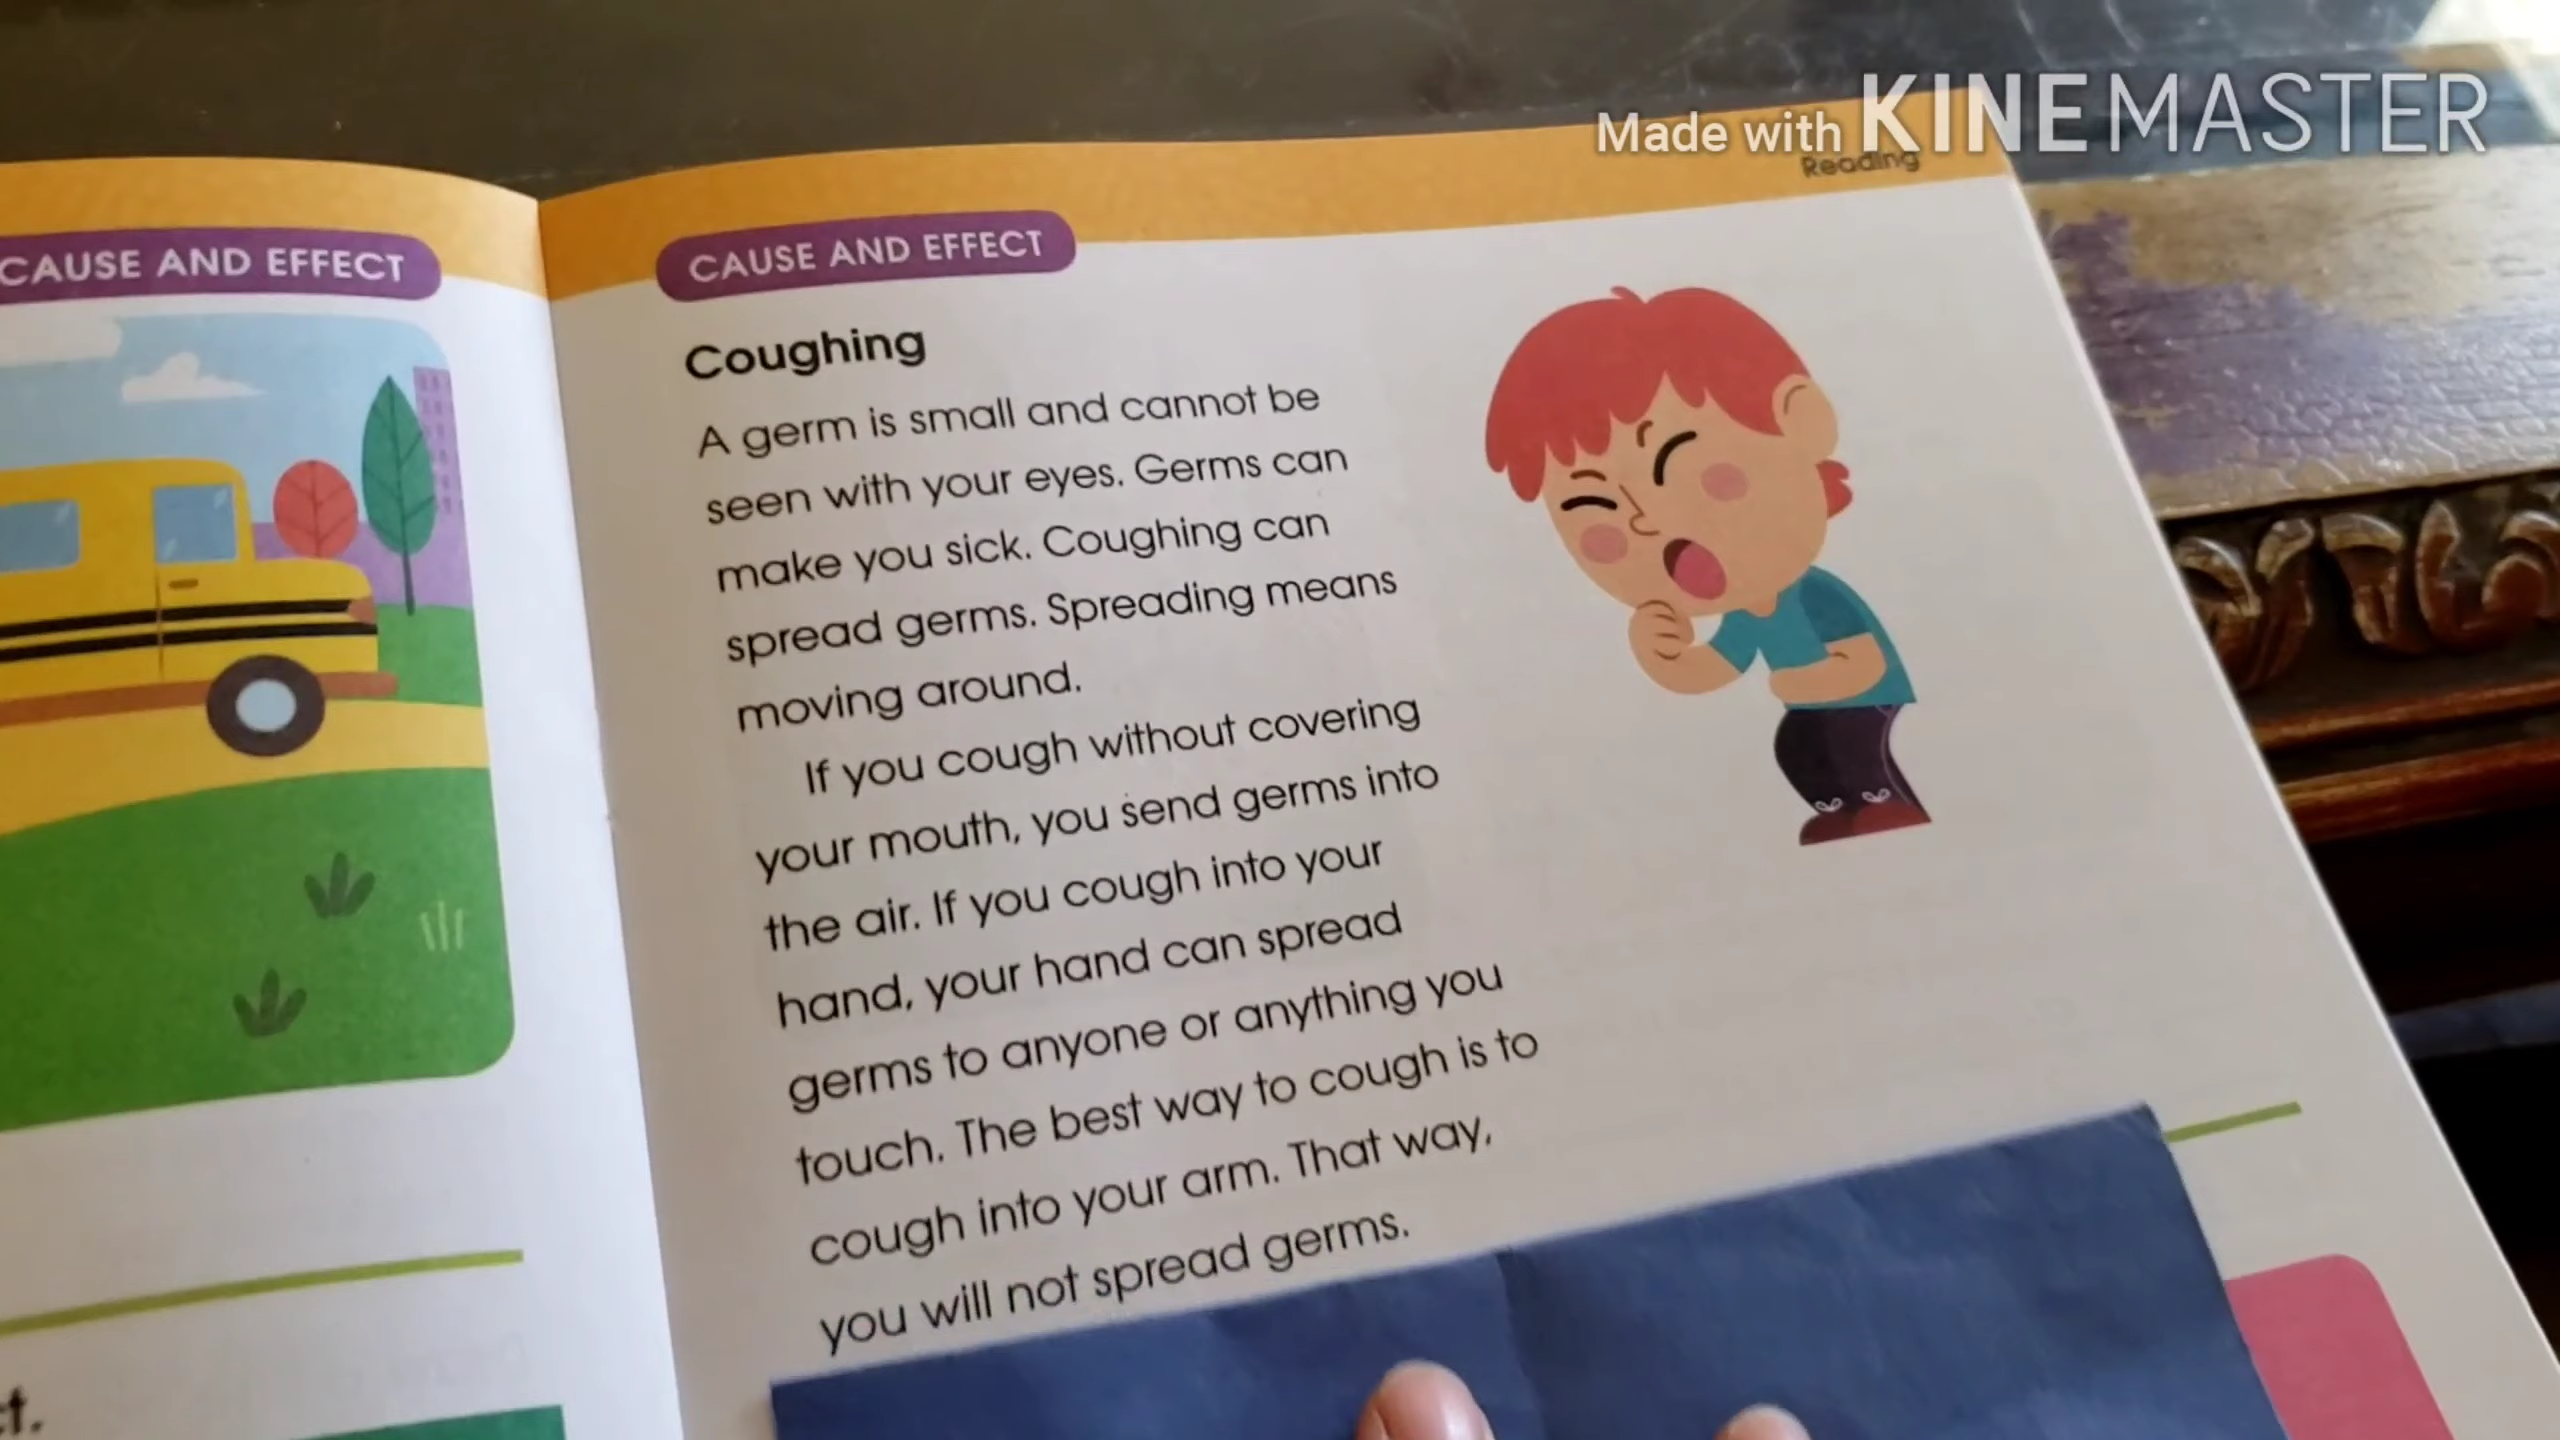 Made with KINEMASTER
Reading
CAUSE AND EFFECT
CAUSE AND EFFECT
Coughing
A germ is small and cannot be
seen with your eyes. Germs can
make you sick. Coughing can
spread germs. Spreading means
moving around.
If you cough without covering
your mouth, you send germs into
the air. If you cough into your
hand, your hand can spread
germs to anyone or anything you
touch. The best way to cough is to
cough into your arm. That way,
you will not spread germs.